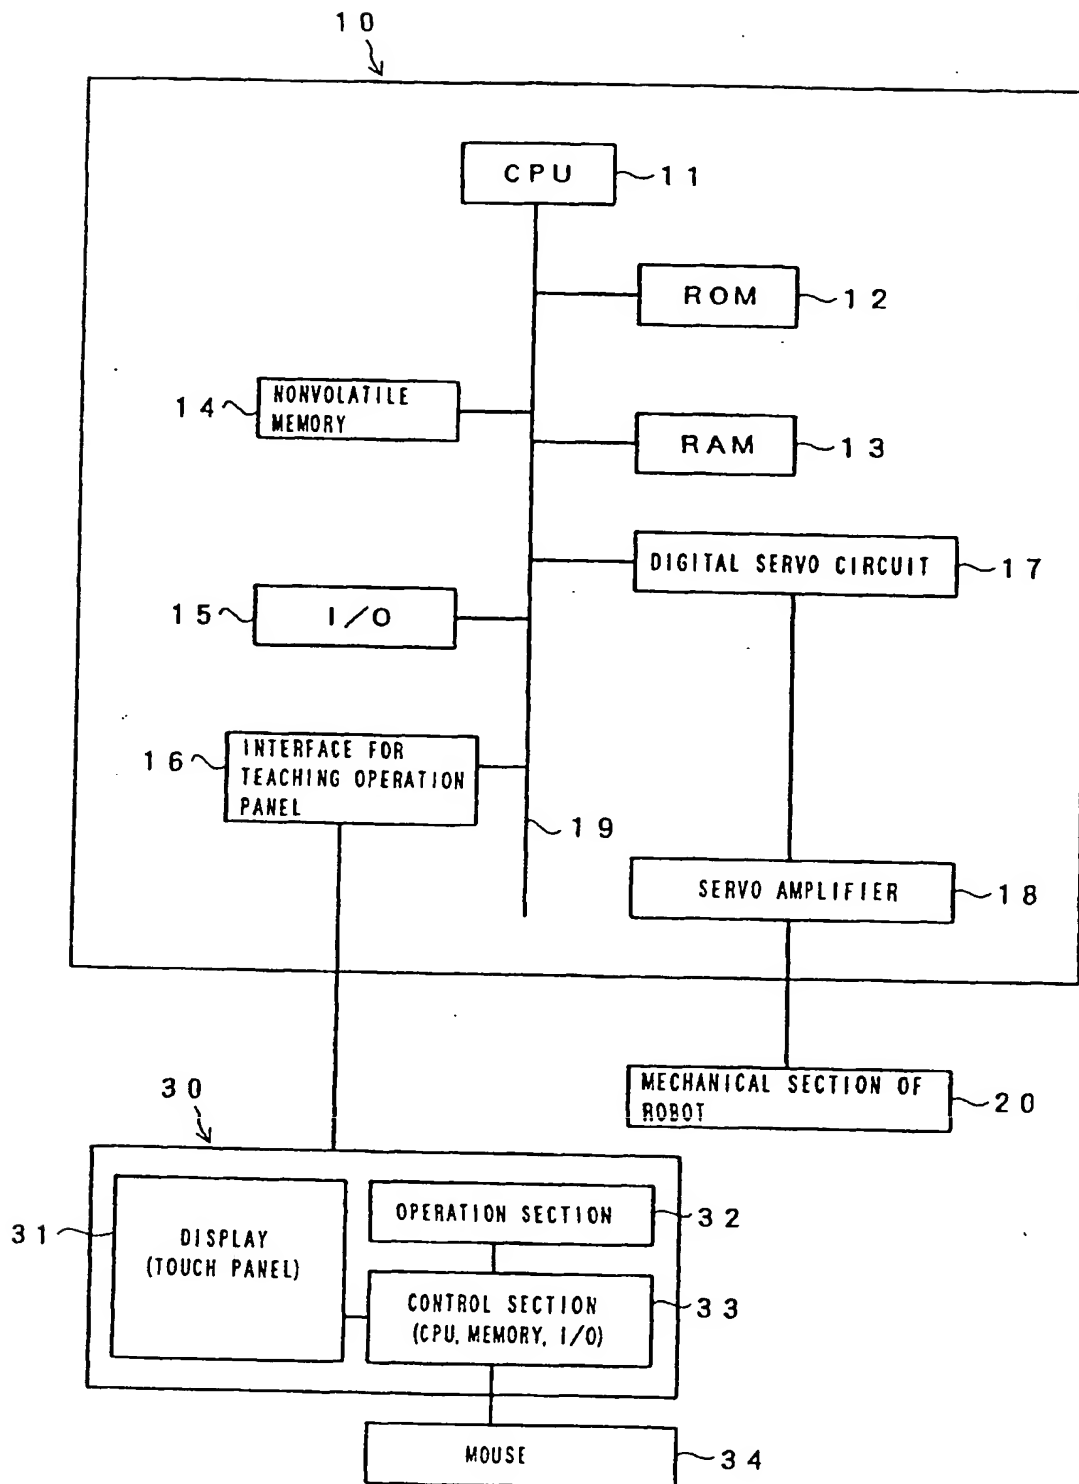 10
CPU
11
ROM
12
NONVOLATILE
MEMORY
14
RAM
13
DIGITAL SERVO CIRCUIT
17
I/O
15
INTERFACE FOR
TEACHING OPERATION
PANEL
16
19
SERVO AMPLIFIER
18
MECHANICAL SECTION OF
ROBOT
20
30
31
DISPLAY
(TOUCH PANEL)
OPERATION SECTION
32
CONTROL SECTION
(CPU, MEMORY, I/O)
33
MOUSE
34